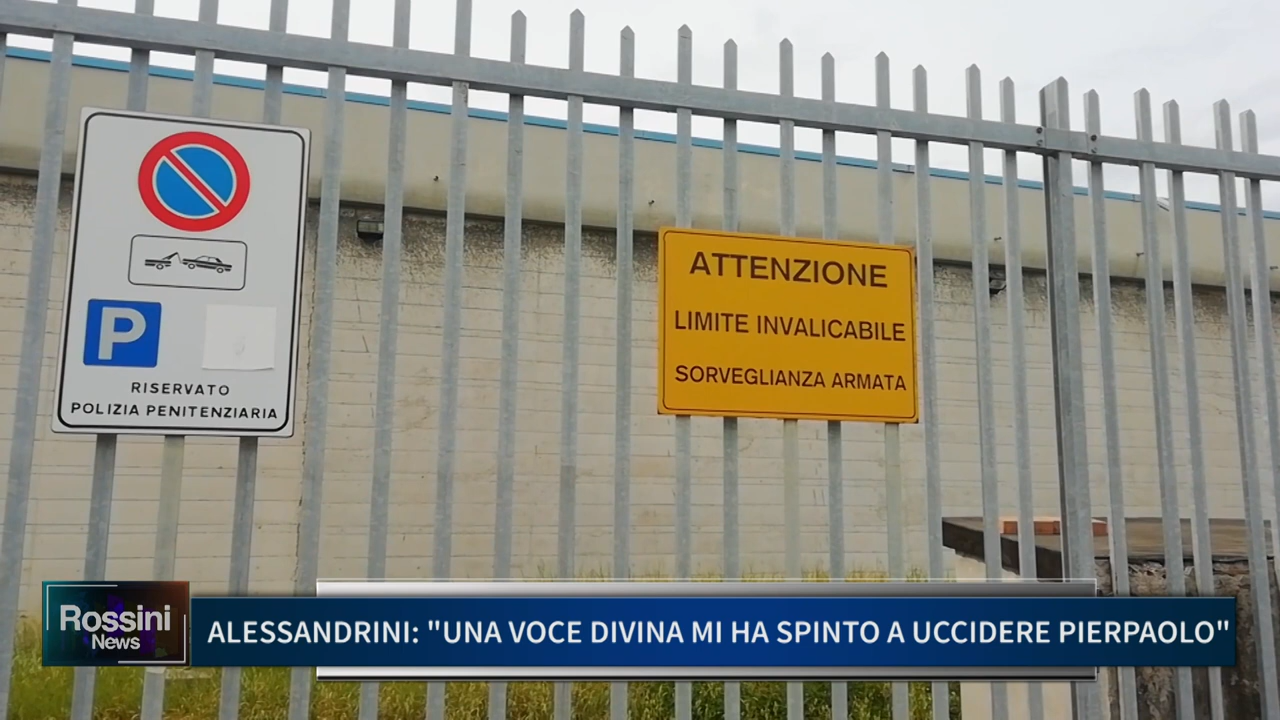 P
RISERVATO
POLIZIA PENITENZIARIA
ATTENZIONE
LIMITE INVALICABILE
SORVEGLIANZA ARMATA
Rossini
News
ALESSANDRINI: "UNA VOCE DIVINA MI HA SPINTO A UCCIDERE PIERPAOLO"